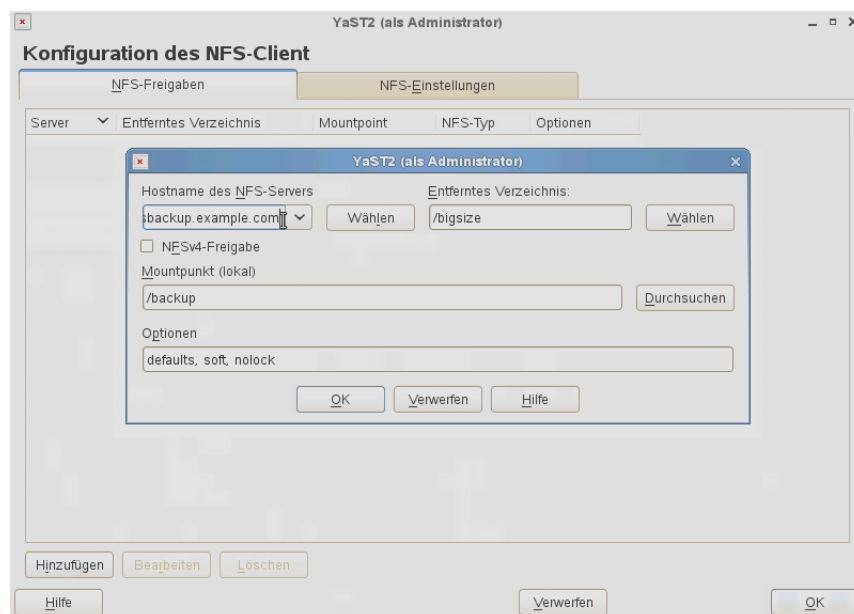 YaST2 (als Administrator)
Konfiguration des NFS-Client
NFS-Freigaben NFS-Einstellungen
Server Entferntes Verzeichnis Mountpoint NFS-Typ Optionen
YaST2 (als Administrator)
Hostname des NFS-Servers Entferntes Verzeichnis:
sbackup.example.com Wählen /bigsize Wählen
NFSv4-Freigabe
Mountpunkt (lokal)
/backup Durchsuchen
Optionen
defaults, soft, nolock
OK Verwerfen Hilfe
Hinzufügen Bearbeiten Löschen
Hilfe Verwerfen OK